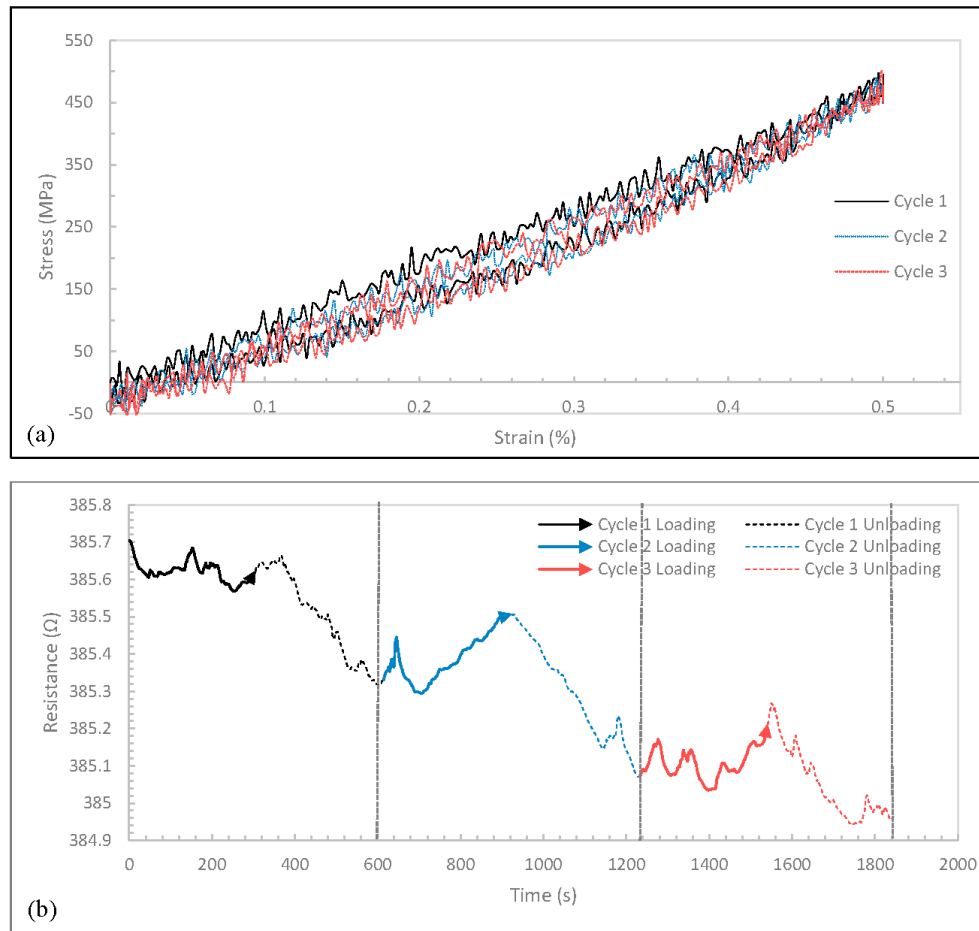 550
450
350
250
150
50
-50
Stress (MPa)
0
0.1
0.2
0.3
0.4
0.5
Strain (%)
Cycle 1
Cycle 2
Cycle 3
(a)
385.8
385.7
385.6
385.5
385.4
385.3
385.2
385.1
385
384.9
Resistance (Ω)
Cycle 1 Loading
Cycle 1 Unloading
Cycle 2 Loading
Cycle 2 Unloading
Cycle 3 Loading
Cycle 3 Unloading
0 200 400 600 800 1000 1200 1400 1600 1800 2000
Time (s)
(b)